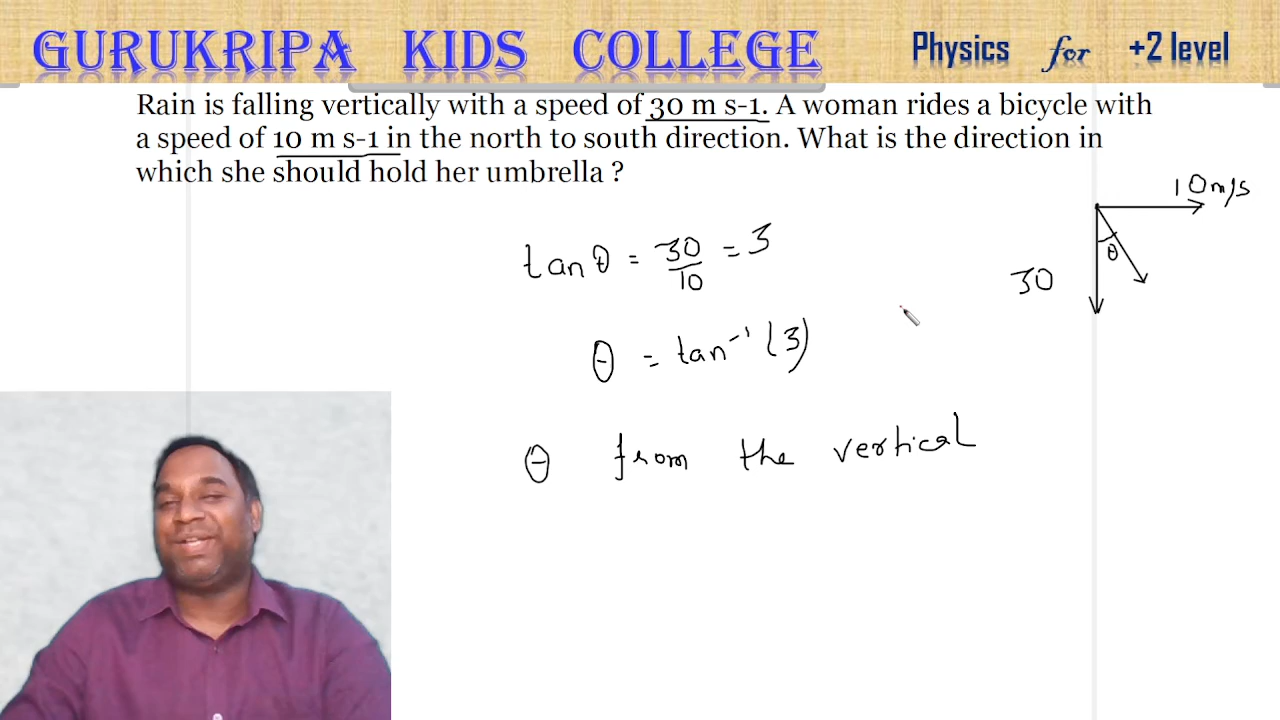 GURUKRIPA KIDS COLLEGE Physics for +2 level
Rain is falling vertically with a speed of 30 m s-1. A woman rides a bicycle with
a speed of 10 m s-1 in the north to south direction. What is the direction in
which she should hold her umbrella ?
10m/s
tan θ = 30/10 = 3
θ
30
θ = tan⁻¹ (3)
θ from the vertical